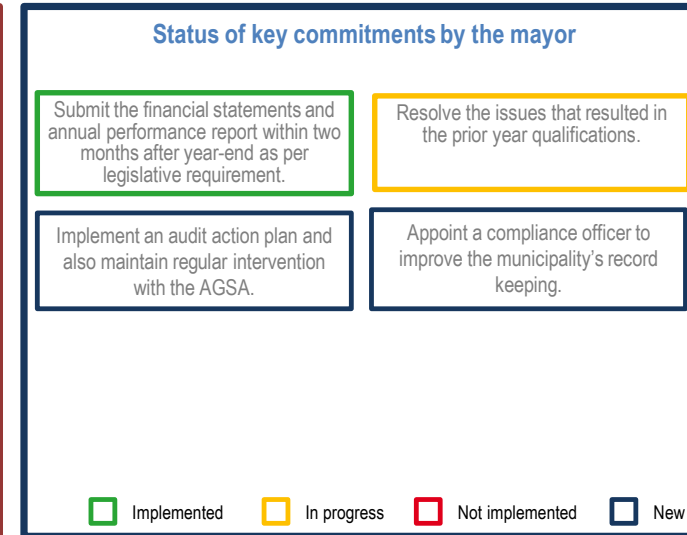 Status of key commitments by the mayor
Submit the financial statements and
annual performance report within two
months after year-end as per
legislative requirement.
Resolve the issues that resulted in
the prior year qualifications.
Implement an audit action plan and
also maintain regular intervention
with the AGSA.
Appoint a compliance officer to
improve the municipality’s record
keeping.
Implemented
In progress
Not implemented
New